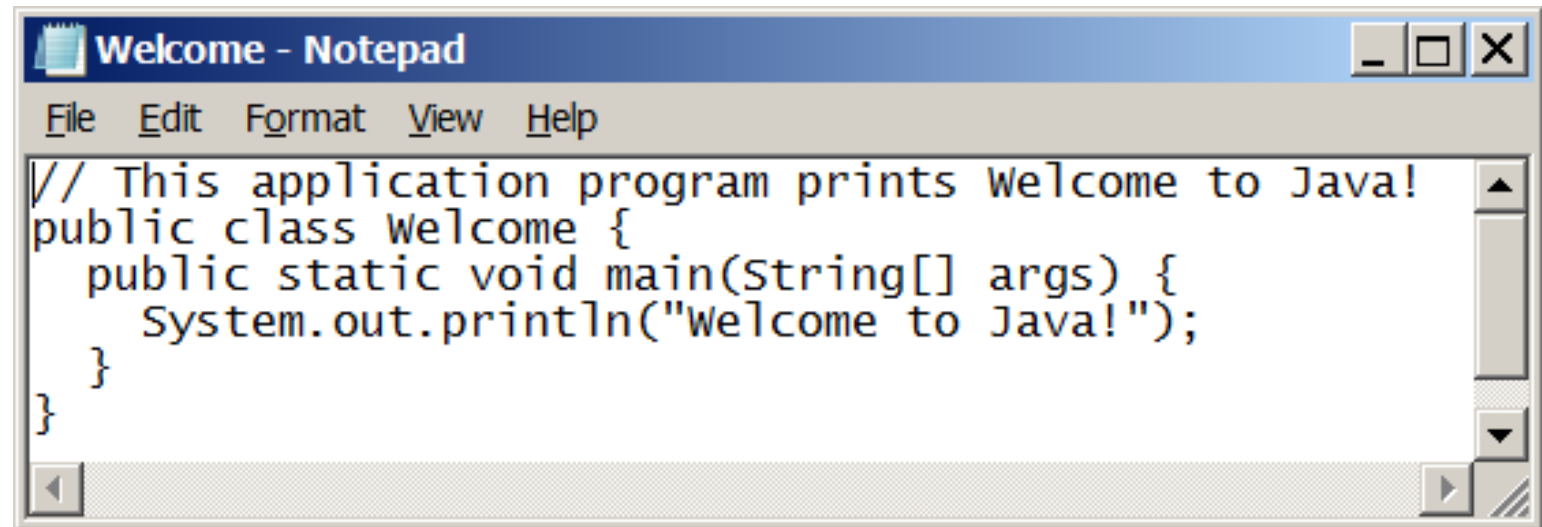 Welcome - Notepad
File Edit Format View Help
// This application program prints Welcome to Java!
public class Welcome {
  public static void main(String[] args) {
    System.out.println("Welcome to Java!");
  }
}